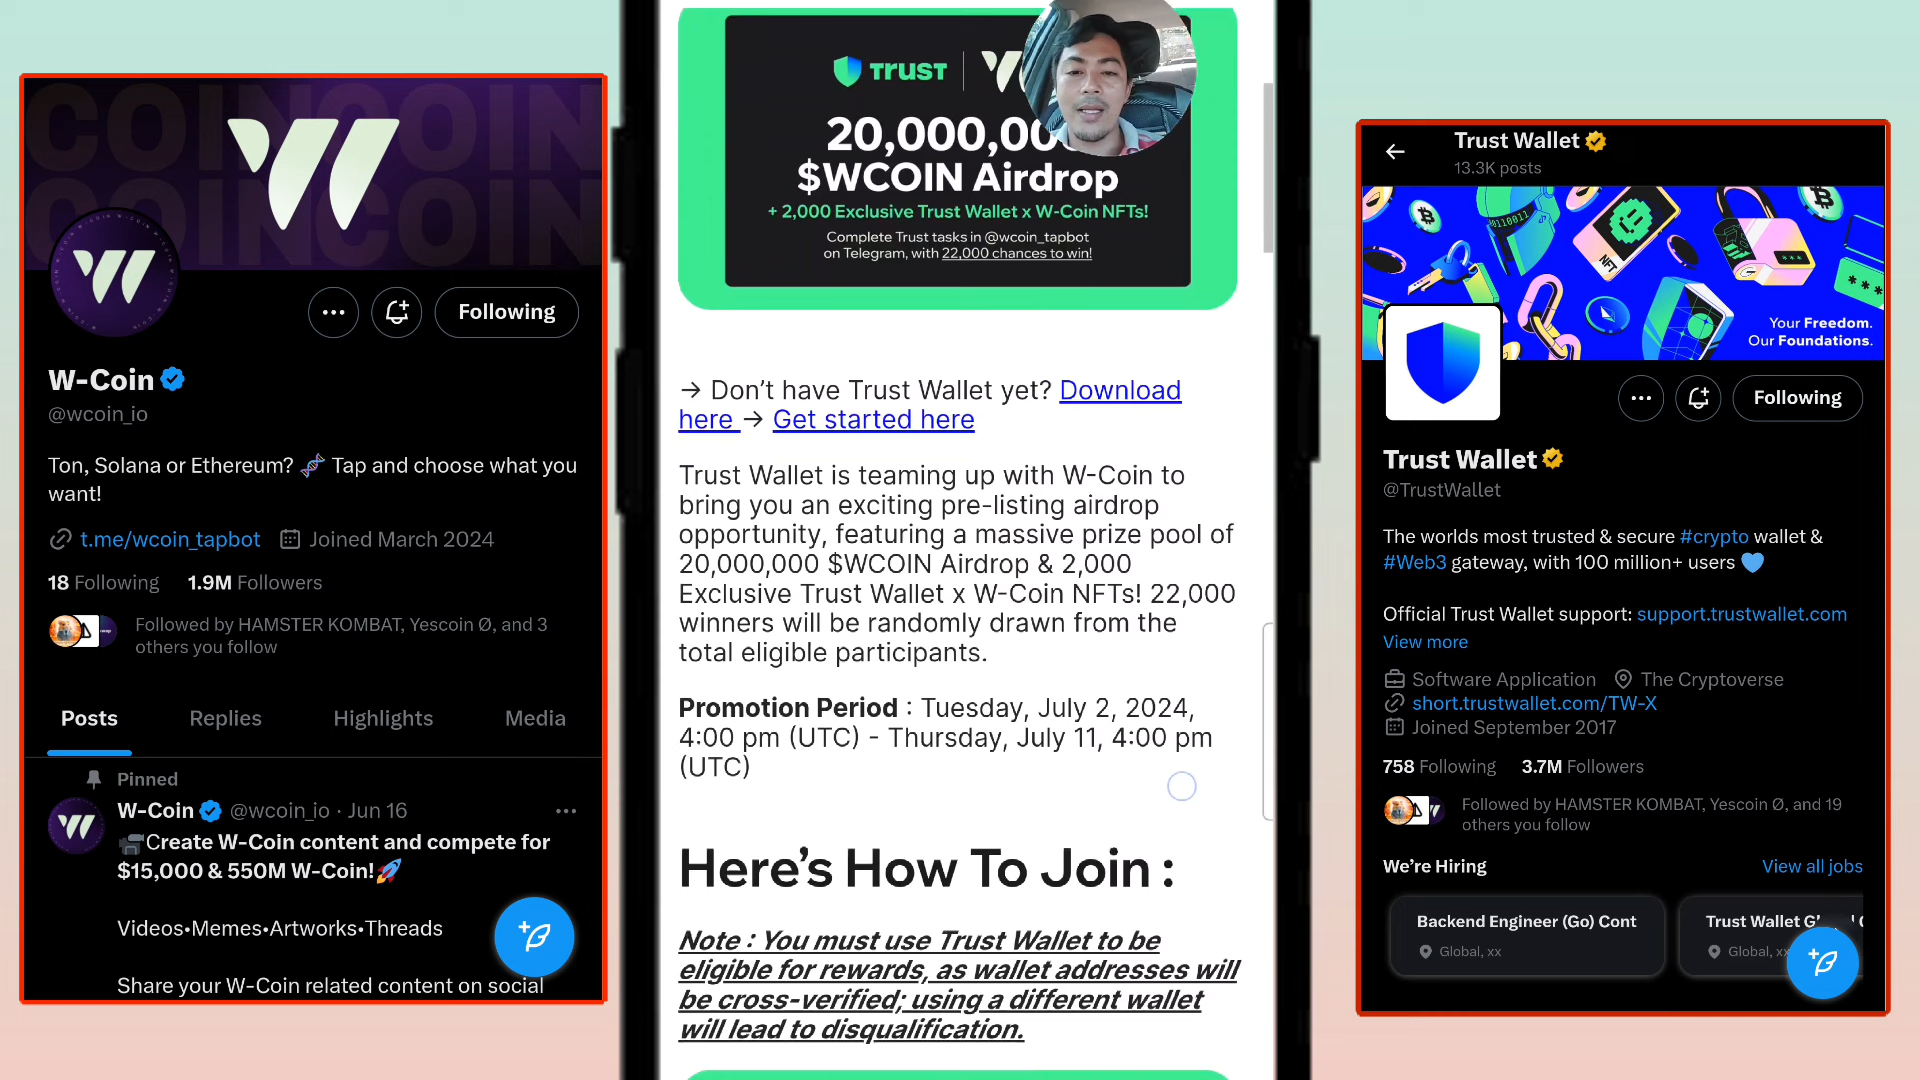 COIN COIN
COIN COIN
Following
W-Coin
@wcoin_io
Ton, Solana or Ethereum? 🧬 Tap and choose what you
want!
t.me/wcoin_tapbot Joined March 2024
18 Following 1.9M Followers
Followed by HAMSTER KOMBAT, Yescoin Ø, and 3
others you follow
Posts Replies Highlights Media
Pinned
W-Coin @wcoin_io · Jun 16
Create W-Coin content and compete for
$15,000 & 550M W-Coin!🚀
Videos•Memes•Artworks•Threads
Share your W-Coin related content on social
TRUST
20,000,00
$WCOIN Airdrop
+ 2,000 Exclusive Trust Wallet x W-Coin NFTs!
Complete Trust tasks in @wcoin_tapbot
on Telegram, with 22,000 chances to win!
→ Don’t have Trust Wallet yet? Download
here → Get started here
Trust Wallet is teaming up with W-Coin to
bring you an exciting pre-listing airdrop
opportunity, featuring a massive prize pool of
20,000,000 $WCOIN Airdrop & 2,000
Exclusive Trust Wallet x W-Coin NFTs! 22,000
winners will be randomly drawn from the
total eligible participants.
Promotion Period : Tuesday, July 2, 2024,
4:00 pm (UTC) - Thursday, July 11, 4:00 pm
(UTC)
Here’s How To Join :
Note : You must use Trust Wallet to be
eligible for rewards, as wallet addresses will
be cross-verified; using a different wallet
will lead to disqualification.
Trust Wallet
13.3K posts
NFT
Your Freedom.
Our Foundations.
Following
Trust Wallet
@TrustWallet
The worlds most trusted & secure #crypto wallet &
#Web3 gateway, with 100 million+ users 💙
Official Trust Wallet support: support.trustwallet.com
View more
Software Application The Cryptoverse
short.trustwallet.com/TW-X
Joined September 2017
758 Following 3.7M Followers
Followed by HAMSTER KOMBAT, Yescoin Ø, and 19
others you follow
We’re Hiring View all jobs
Backend Engineer (Go) Cont
Global, xx
Trust Wallet
Global, xx